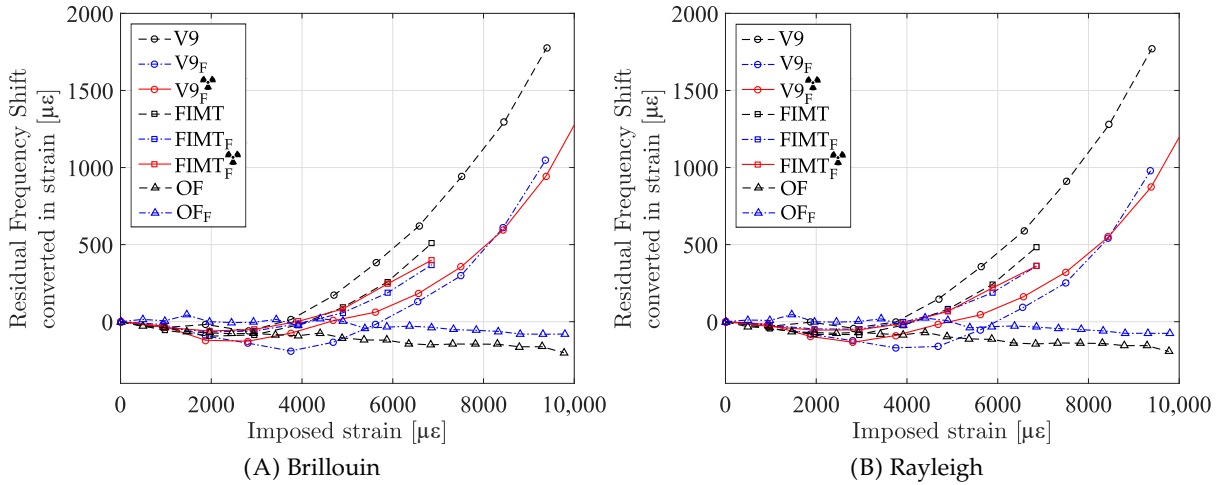 Residual Frequency Shift
converted in strain [µε]
2000
1500
1000
500
0
V9
V9F
V9F
FIMT
FIMTF
FIMTF
OF
OFF
0 2000 4000 6000 8000 10,000
Imposed strain [µε]
(A) Brillouin
Residual Frequency Shift
converted in strain [µε]
2000
1500
1000
500
0
V9
V9F
V9F
FIMT
FIMTF
FIMTF
OF
OFF
0 2000 4000 6000 8000 10,000
Imposed strain [µε]
(B) Rayleigh